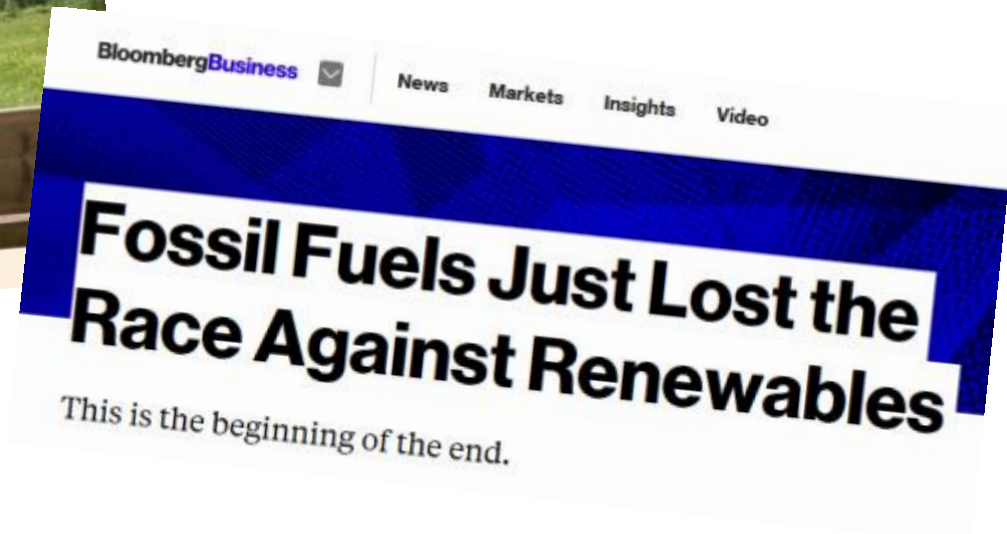 BloombergBusiness News Markets Insights Video
Fossil Fuels Just Lost the
Race Against Renewables
This is the beginning of the end.